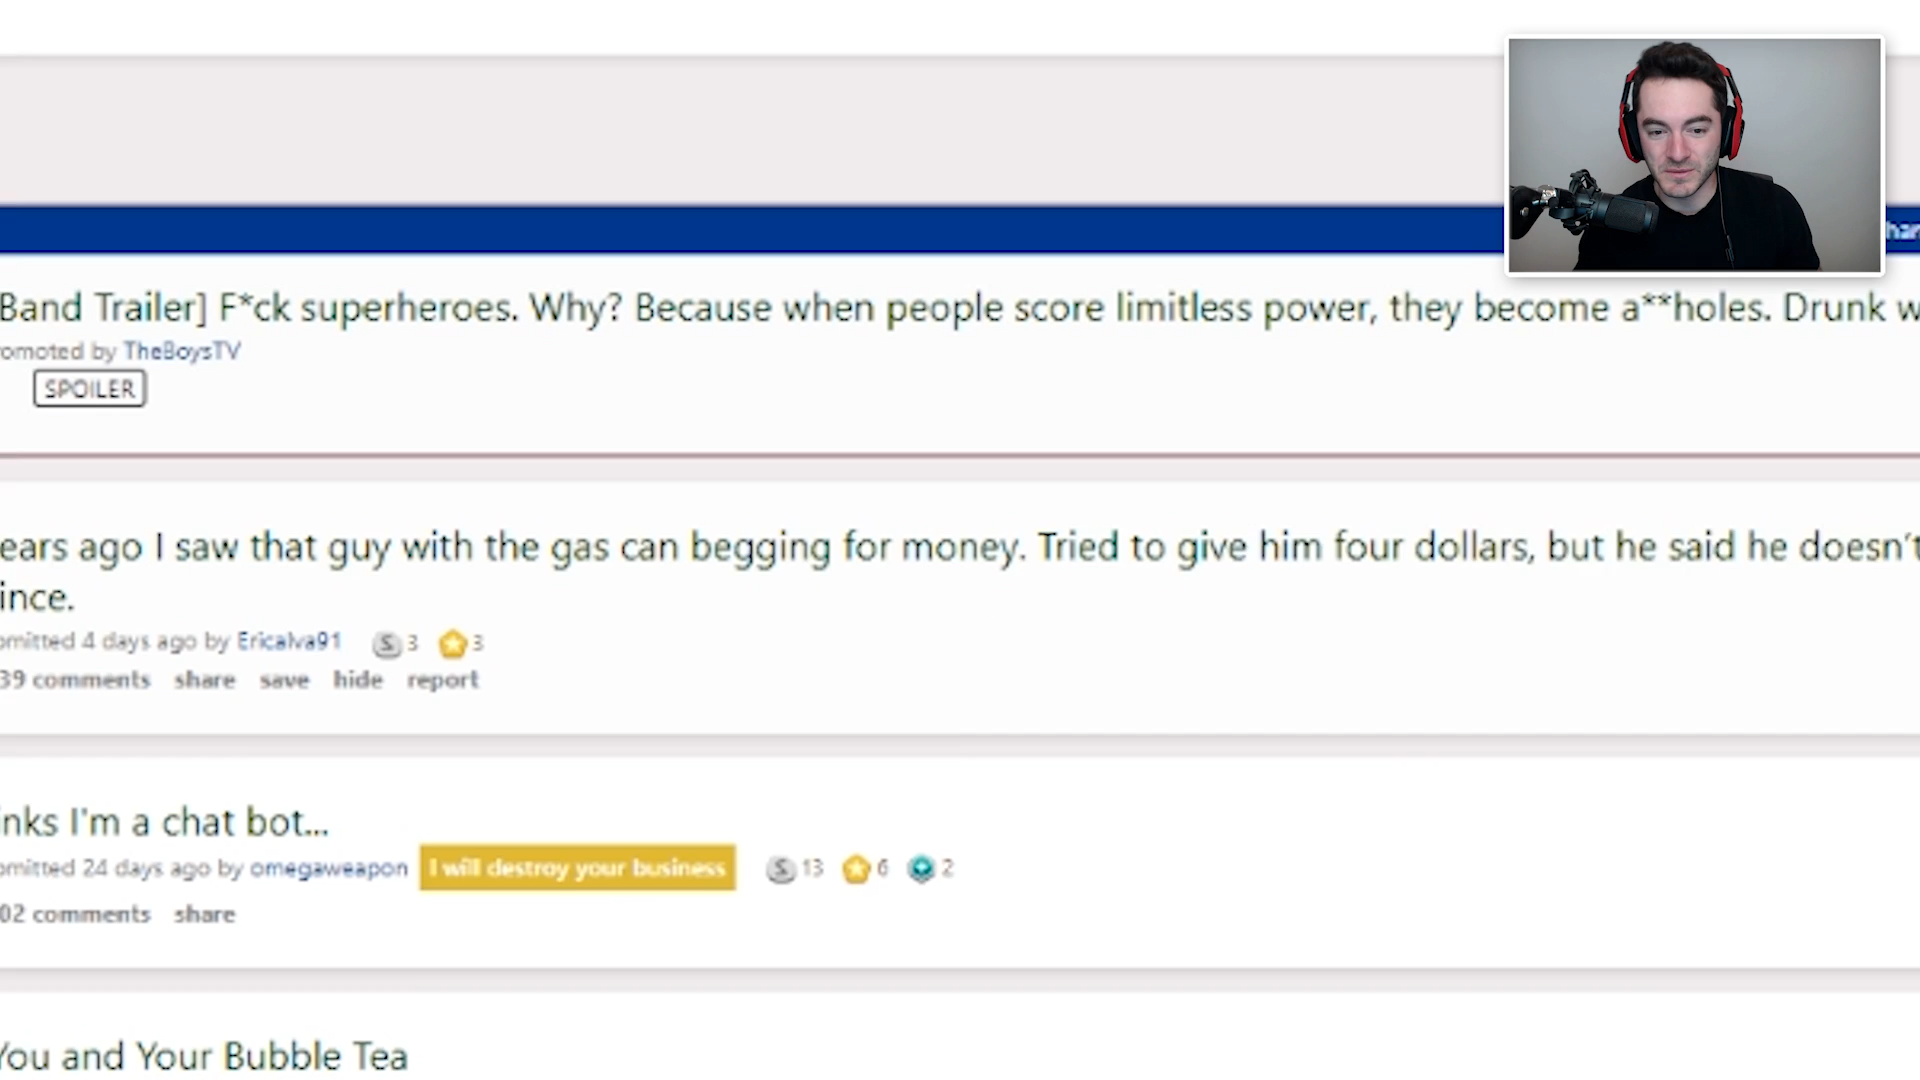 Band Trailer] F*ck superheroes. Why? Because when people score limitless power, they become a**holes. Drunk w
omoted by TheBoysTV
SPOILER
ears ago I saw that guy with the gas can begging for money. Tried to give him four dollars, but he said he doesn't
ince.
omitted 4 days ago by Ericalva91 S 3 3
39 comments share save hide report
inks I'm a chat bot...
omitted 24 days ago by omegaweapon I will destroy your business S 13 6 2
02 comments share
You and Your Bubble Tea